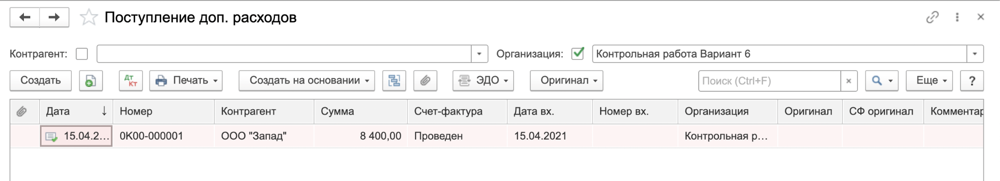 Поступление доп. расходов
Контрагент: Организация: Контрольная работа Вариант 6
Создать Дт Кт Печать Создать на основании ЭДО Оригинал Поиск (Ctrl+F) × Еще ?
Дата ↓ Номер Контрагент Сумма Счет-фактура Дата вх. Номер вх. Организация Оригинал СФ оригинал Комментар
15.04.2... 0К00-000001 ООО "Запад" 8 400,00 Проведен 15.04.2021 Контрольная р...